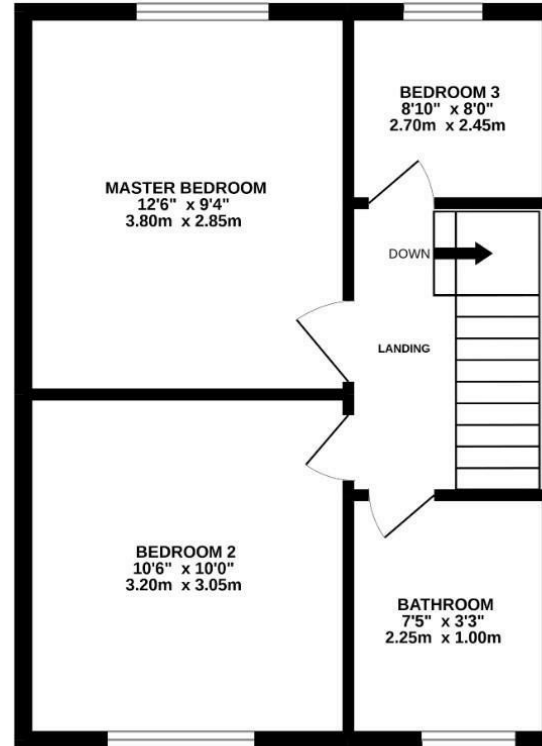 BEDROOM 3
8'10" x 8'0"
2.70m x 2.45m
MASTER BEDROOM
12'6" x 9'4"
3.80m x 2.85m
DOWN
LANDING
BEDROOM 2
10'6" x 10'0"
3.20m x 3.05m
BATHROOM
7'5" x 3'3"
2.25m x 1.00m